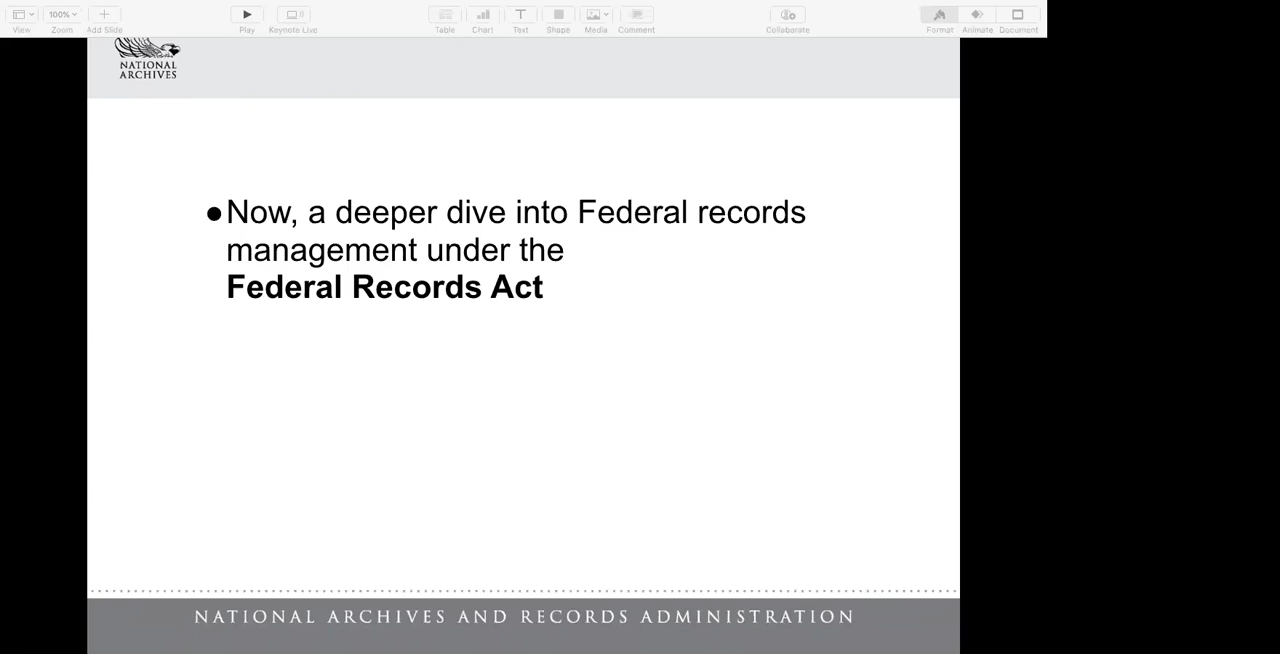 View
100%
Zoom
Add Slide
Play
Keynote Live
Table
Chart
Text
Shape
Media
Comment
Collaborate
Format
Animate
Document
NATIONAL
ARCHIVES
●Now, a deeper dive into Federal records
management under the
Federal Records Act
NATIONAL ARCHIVES AND RECORDS ADMINISTRATION